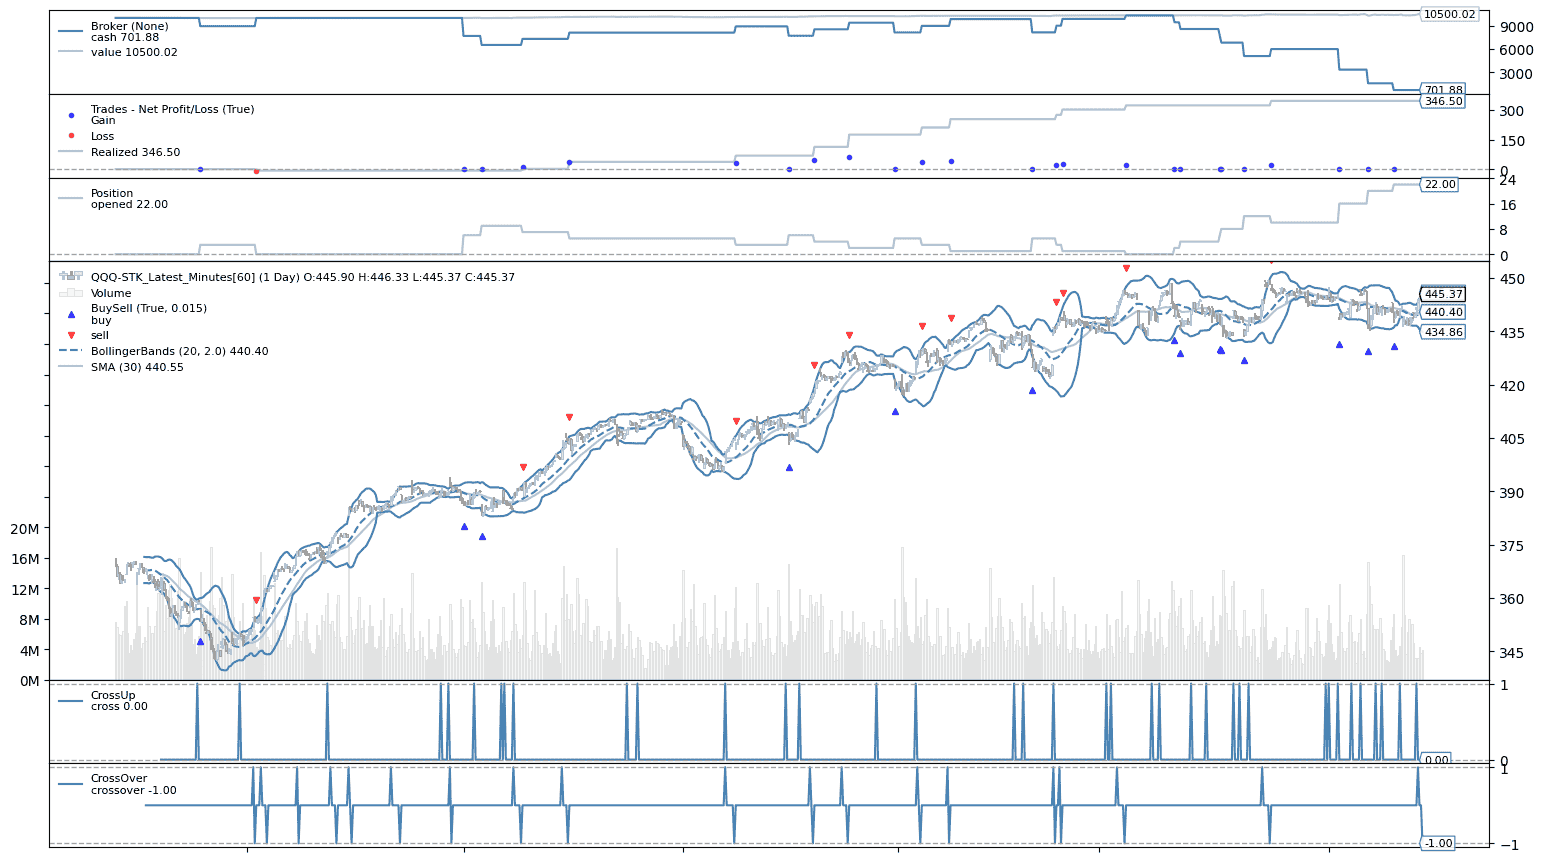 Broker (None)
cash 701.88
value 10500.02
10500.02
9000
6000
3000
701.88
Trades - Net Profit/Loss (True)
Gain
Loss
Realized 346.50
346.50
300
150
0
Position
opened 22.00
24
22.00
16
8
0
QQQ-STK_Latest_Minutes[60] (1 Day) O:445.90 H:446.33 L:445.37 C:445.37
Volume
BuySell (True, 0.015)
buy
sell
BollingerBands (20, 2.0) 440.40
SMA (30) 440.55
450
445.37
440.40
435
434.86
420
405
390
375
360
345
20M
16M
12M
8M
4M
0M
CrossUp
cross 0.00
1
0
0.00
CrossOver
crossover -1.00
1
−1
-1.00